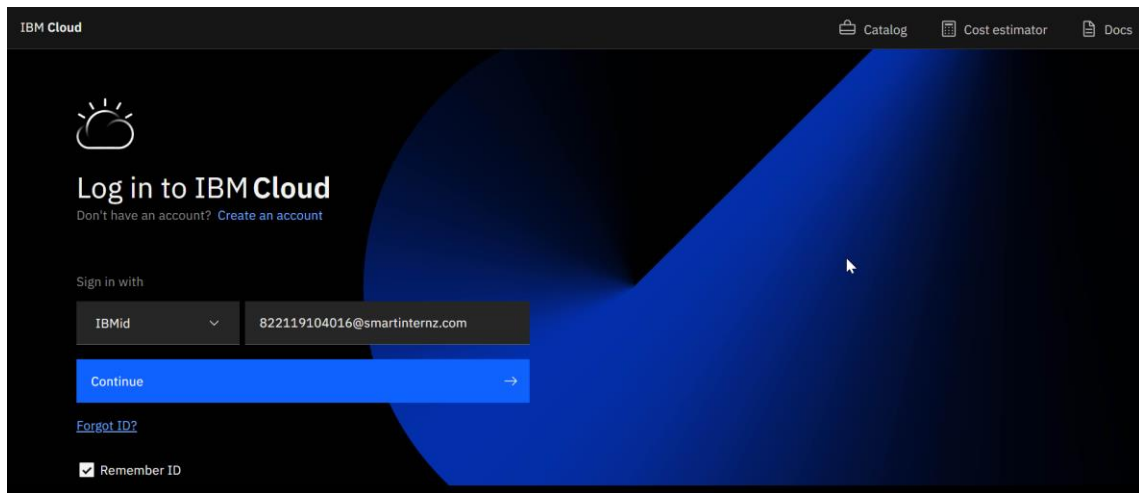 IBM Cloud Catalog Cost estimator Docs
Log in to IBM Cloud
Don't have an account? Create an account
Sign in with
IBMid 822119104016@smartinternz.com
Continue
Forgot ID?
Remember ID